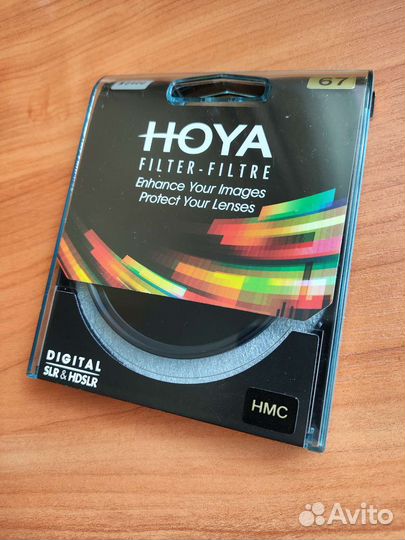 67
HOYA
FILTER-FILTRE
Enhance Your Images
Protect Your Lenses
DIGITAL
SLR & HDSLR
HMC
Avito